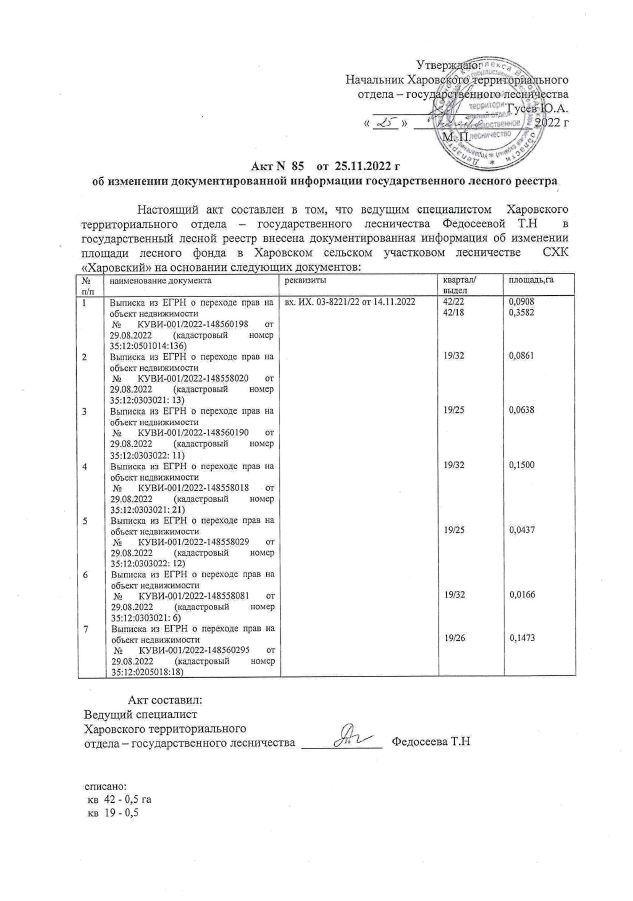 Утверждаю:
Начальник Харовского территориального
отдела – государственного лесничества
Гусев Ю.А.
« 25 » 2022 г
М. П.
Акт N 85 от 25.11.2022 г
об изменении документированной информации государственного лесного реестра
Настоящий акт составлен в том, что ведущим специалистом Харовского
территориального отдела – государственного лесничества Федосеевой Т.Н в
государственный лесной реестр внесена документированная информация об изменении
площади лесного фонда в Харовском сельском участковом лесничестве СХК
«Харовский» на основании следующих документов:
№ п/п наименование документа реквизиты квартал/ выдел площадь,га
1 Выписка из ЕГРН о переходе прав на вх. ИХ. 03-8221/22 от 14.11.2022 42/22 0,0908
объект недвижимости 42/18 0,3582
№ КУВИ-001/2022-148560198 от
29.08.2022 (кадастровый номер
35:12:0501014:136)
2 Выписка из ЕГРН о переходе прав на 19/32 0,0861
объект недвижимости
№ КУВИ-001/2022-148558020 от
29.08.2022 (кадастровый номер
35:12:0303021: 13)
3 Выписка из ЕГРН о переходе прав на 19/25 0,0638
объект недвижимости
№ КУВИ-001/2022-148560190 от
29.08.2022 (кадастровый номер
35:12:0303022: 11)
4 Выписка из ЕГРН о переходе прав на 19/32 0,1500
объект недвижимости
№ КУВИ-001/2022-148558018 от
29.08.2022 (кадастровый номер
35:12:0303021: 21)
5 Выписка из ЕГРН о переходе прав на
объект недвижимости 19/25 0,0437
№ КУВИ-001/2022-148558029 от
29.08.2022 (кадастровый номер
35:12:0303022: 12)
6 Выписка из ЕГРН о переходе прав на
объект недвижимости
№ КУВИ-001/2022-148558081 от 19/32 0,0166
29.08.2022 (кадастровый номер
35:12:0303021: 6)
7 Выписка из ЕГРН о переходе прав на
объект недвижимости 19/26 0,1473
№ КУВИ-001/2022-148560295 от
29.08.2022 (кадастровый номер
35:12:0205018:18)
Акт составил:
Ведущий специалист
Харовского территориального
отдела – государственного лесничества Федосеева Т.Н
списано:
кв 42 - 0,5 га
кв 19 - 0,5